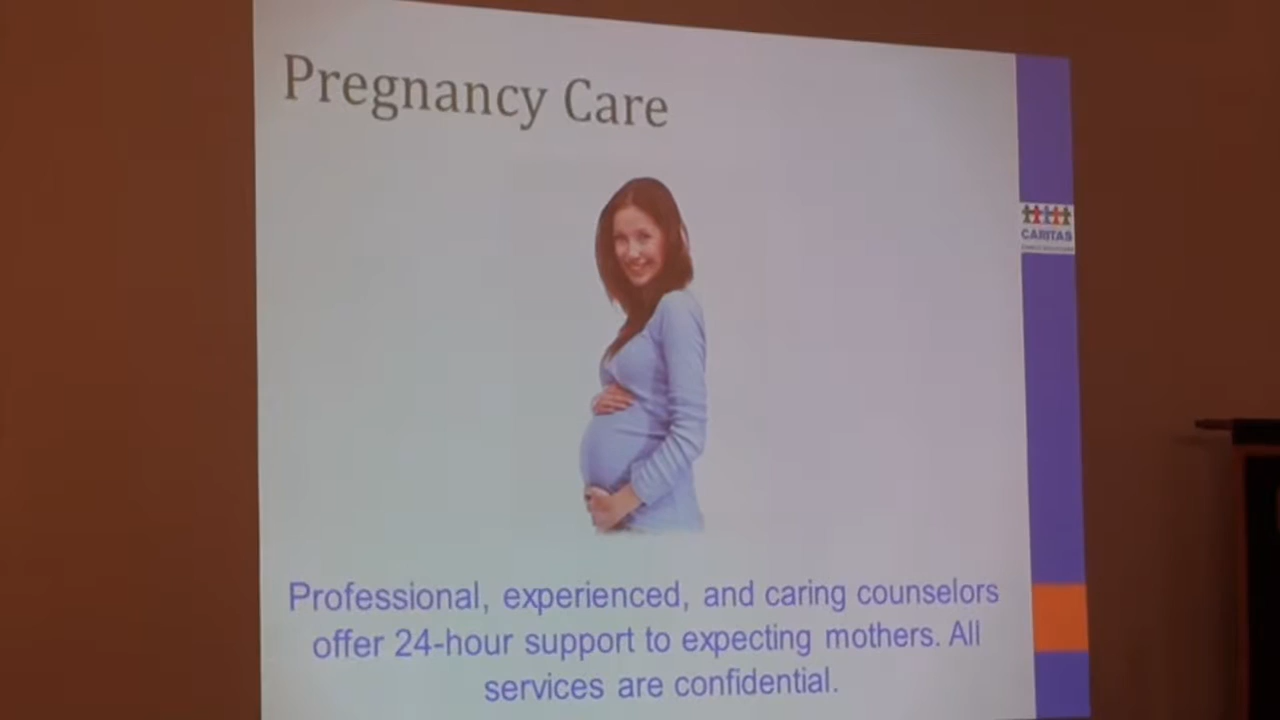 Pregnancy Care
CARITAS
Professional, experienced, and caring counselors
offer 24-hour support to expecting mothers. All
services are confidential.